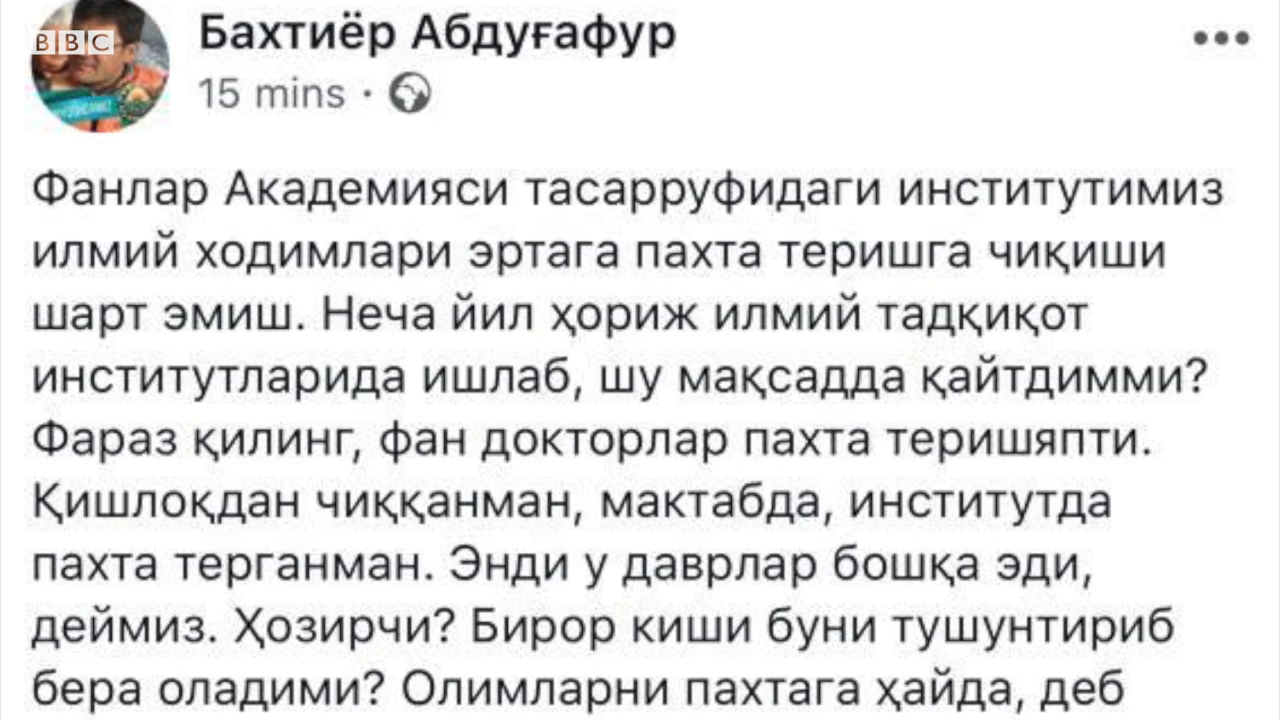 BBC
Бахтиёр Абдуғафур
15 mins ·
Фанлар Академияси тасарруфидаги институтимиз
илмий ходимлари эртага пахта теришга чиқиши
шарт эмиш. Неча йил ҳориж илмий тадқиқот
институтларида ишлаб, шу мақсадда қайтдимми?
Фараз қилинг, фан докторлар пахта теришяпти.
Қишлоқдан чиққанман, мактабда, институтда
пахта терганман. Энди у даврлар бошқа эди,
деймиз. Ҳозирчи? Бирор киши буни тушунтириб
бера оладими? Олимларни пахтага ҳайда, деб